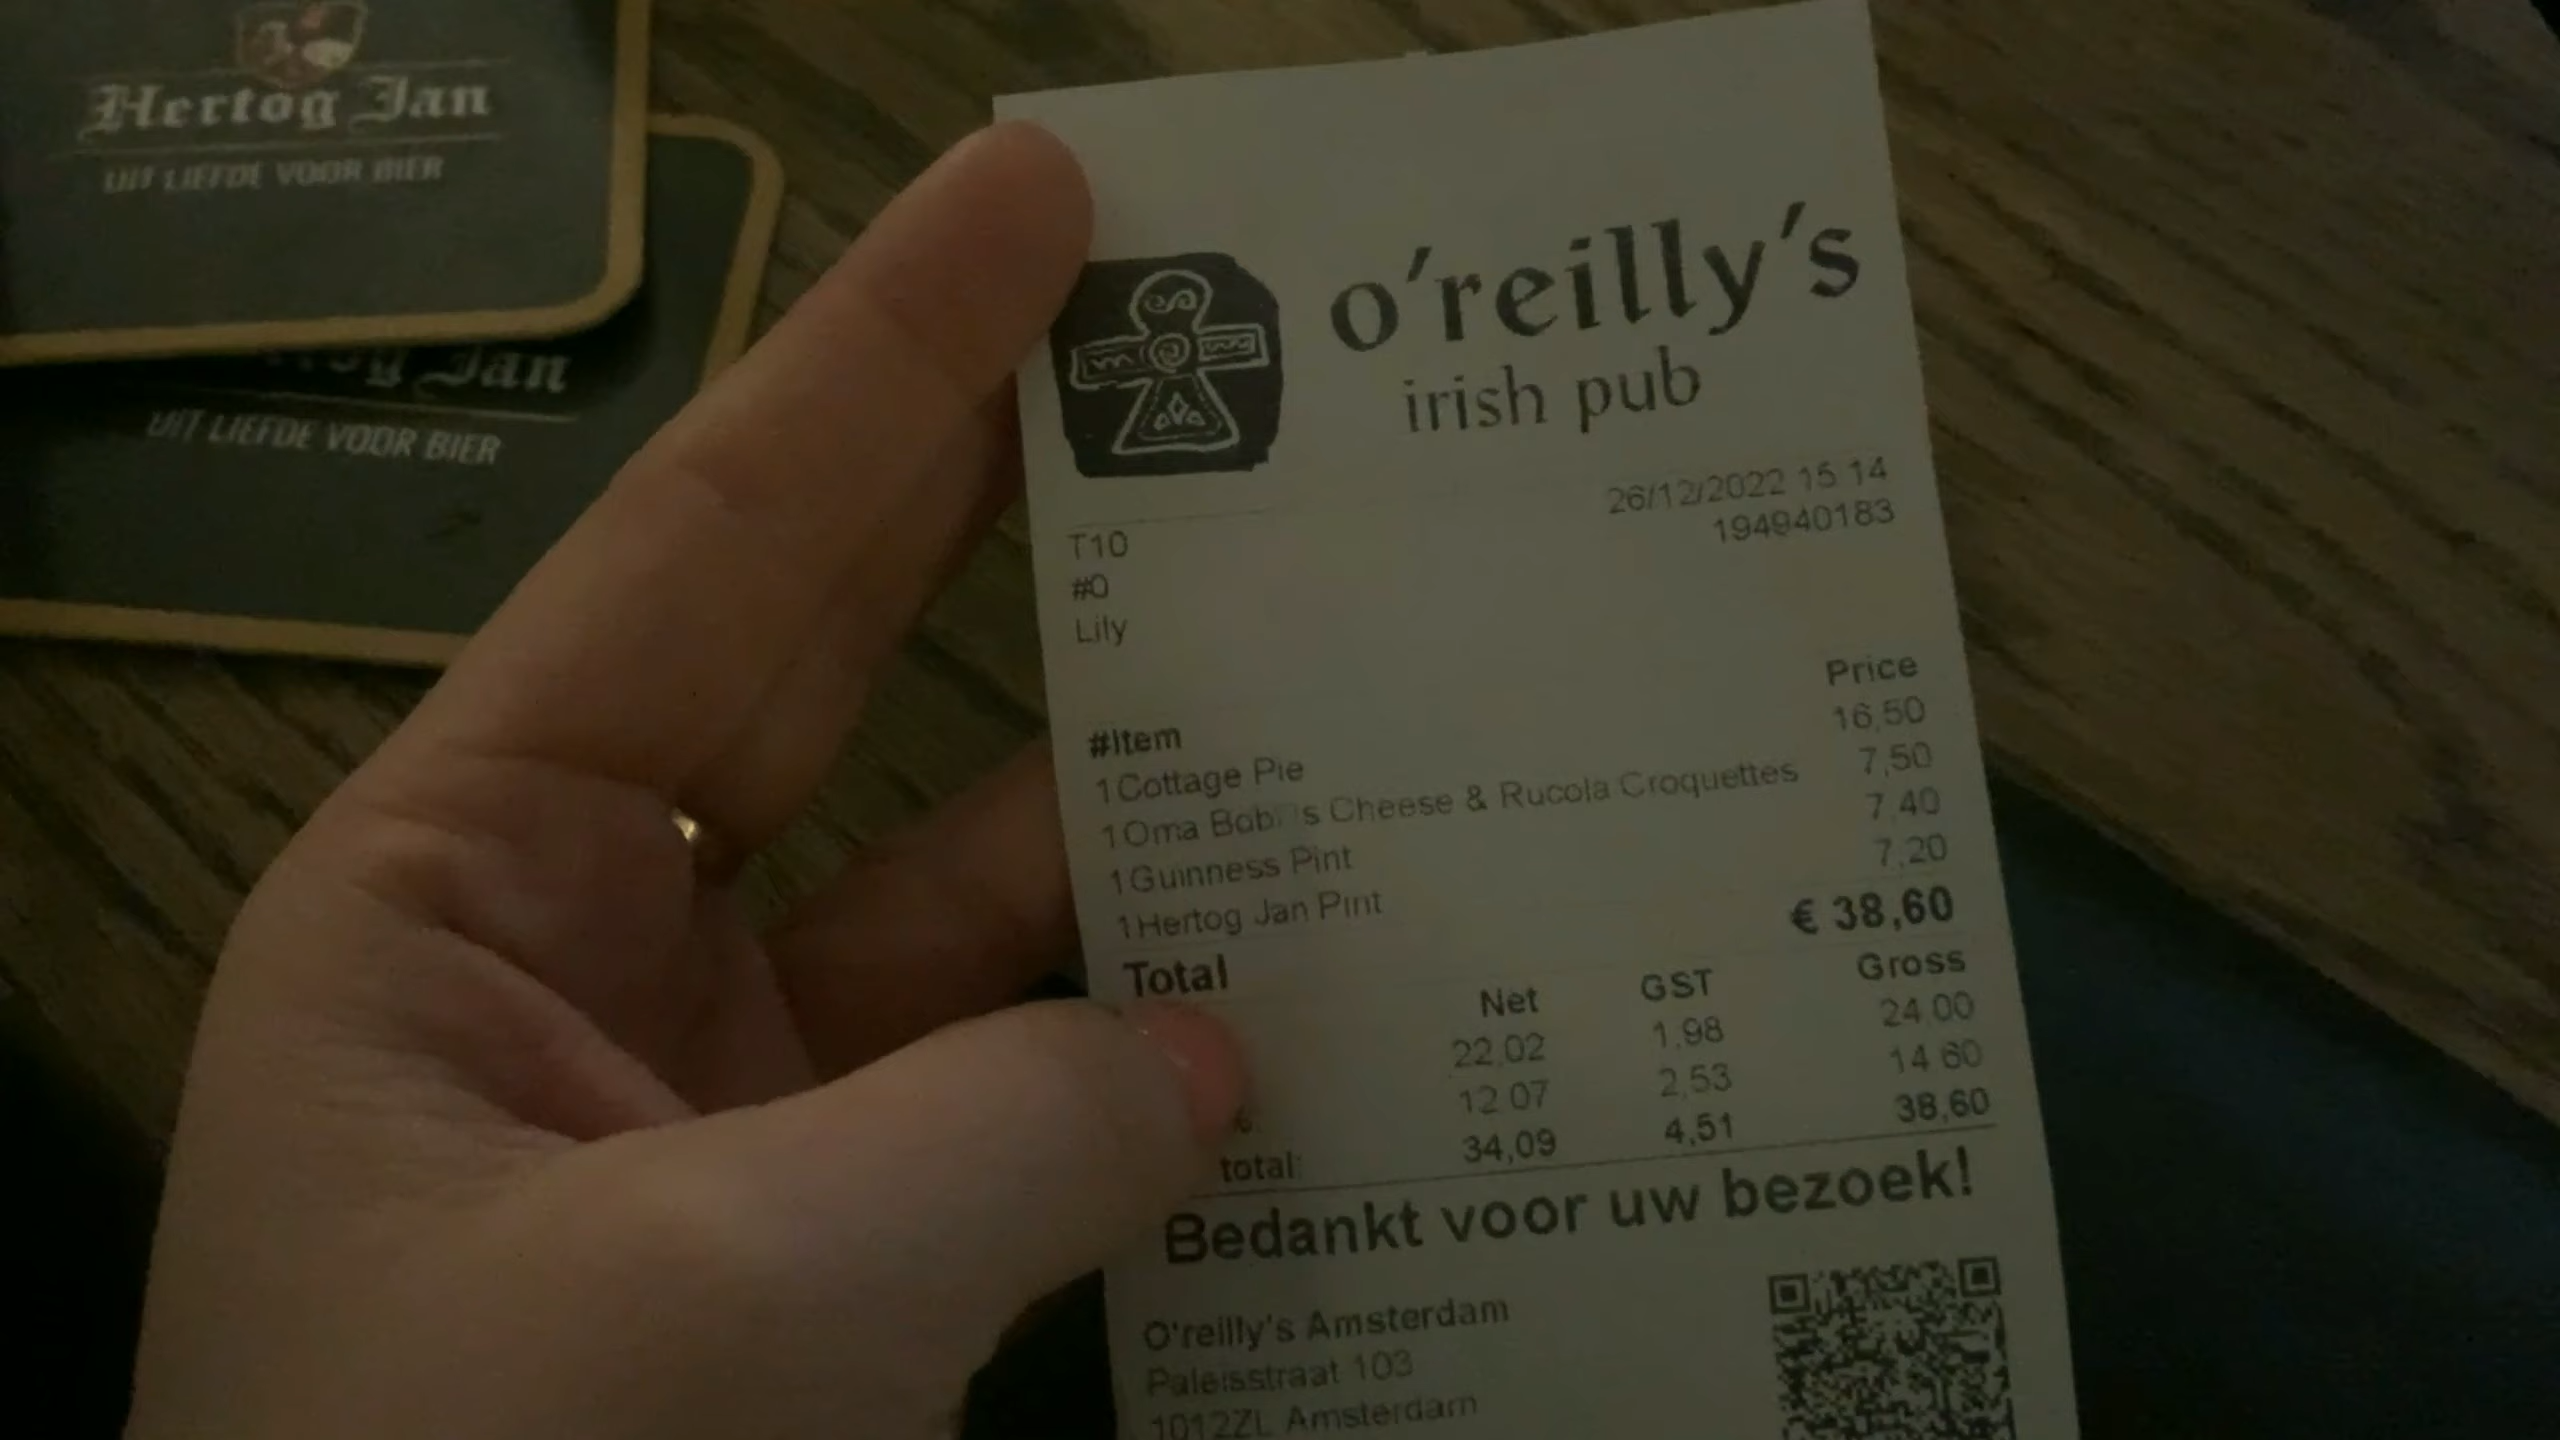 Hertog Jan
UIT LIEFDE VOOR BIER
Jan
UIT LIEFDE VOOR BIER
o'reilly's
irish pub
26/12/2022 15 14
194940183
T10
#0
Lily
Price
#Item
1 Cottage Pie 16,50
1 Oma Bob s Cheese & Rucola Croquettes 7,50
1 Guinness Pint 7,40
1 Hertog Jan Pint 7,20
Total € 38,60
Net GST Gross
22,02 1,98 24,00
12,07 2,53 14,60
total: 34,09 4,51 38,60
Bedankt voor uw bezoek!
O'reilly's Amsterdam
Paleisstraat 103
1012ZL Amsterdam